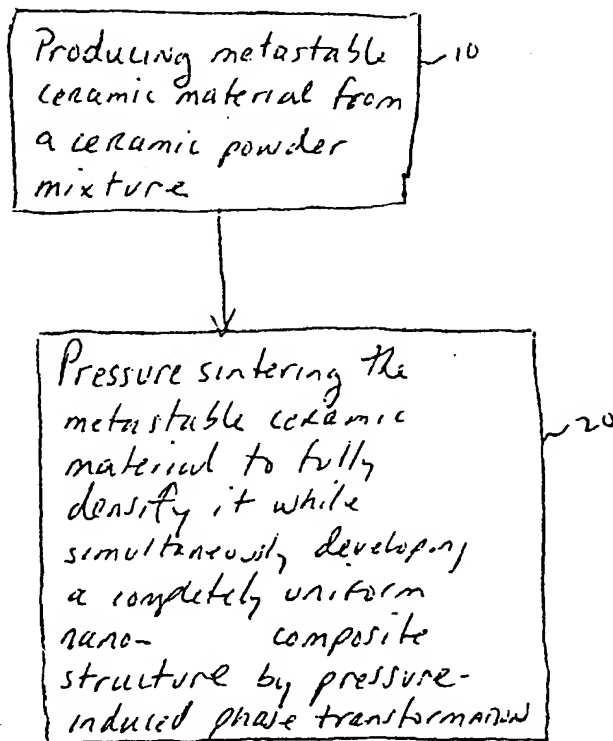 Producing metastable
ceramic material from
a ceramic powder
mixture
10
Pressure sintering the
metastable ceramic
material to fully
densify it while
simultaneously developing
a completely uniform
nano- composite
structure by pressure-
induced phase transformation
20